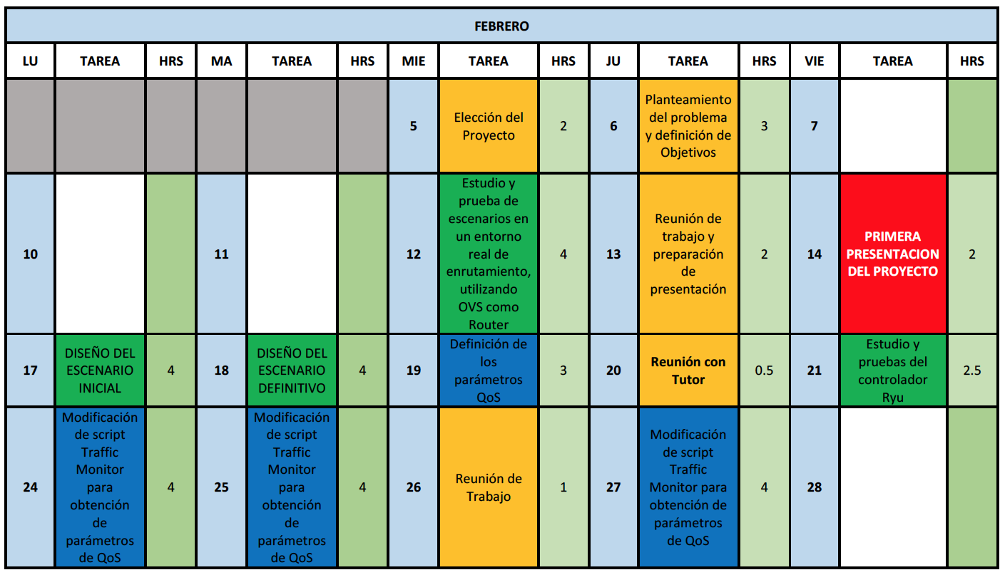 FEBRERO
LU TAREA HRS MA TAREA HRS MIE TAREA HRS JU TAREA HRS VIE TAREA HRS
5
Elección del
Proyecto
2
6
Planteamiento
del problema
y definición de
Objetivos
3
7
10
11
12
Estudio y
prueba de
escenarios en
un entorno
real de
enrutamiento,
utilizando
OVS como
Router
4
13
Reunión de
trabajo y
preparación
de
presentación
2
14
PRIMERA
PRESENTACION
DEL PROYECTO
2
17
DISEÑO DEL
ESCENARIO
INICIAL
4
18
DISEÑO DEL
ESCENARIO
DEFINITIVO
4
19
Definición de
los
parámetros
QoS
3
20
Reunión con
Tutor
0.5
21
Estudio y
pruebas del
controlador
Ryu
2.5
24
Modificación
de script
Traffic
Monitor
para
obtención
de
parámetros
de QoS
4
25
Modificación
de script
Traffic
Monitor
para
obtención
de
parámetros
de QoS
4
26
Reunión de
Trabajo
1
27
Modificación
de script
Traffic
Monitor para
obtención de
parámetros
de QoS
4
28